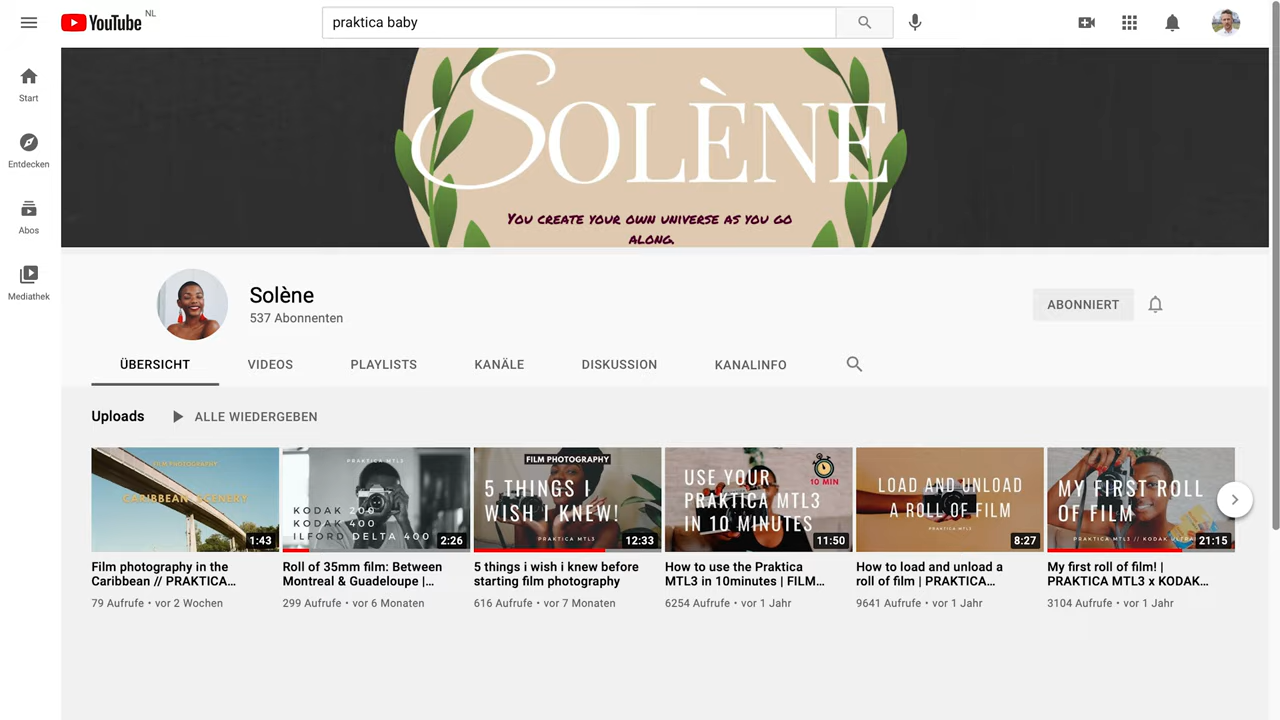 YouTube NL
praktica baby
Start
Entdecken
Abos
Mediathek
SOLÈNE
YOU CREATE YOUR OWN UNIVERSE AS YOU GO
ALONG.
Solène
537 Abonnenten
ABONNIERT
ÜBERSICHT VIDEOS PLAYLISTS KANÄLE DISKUSSION KANALINFO
Uploads ALLE WIEDERGEBEN
FILM PHOTOGRAPHY
CARIBBEAN SCENERY
1:43
Film photography in the
Caribbean // PRAKTICA...
79 Aufrufe • vor 2 Wochen
PRAKTICA MTL3
KODAK 200
KODAK 400
ILFORD DELTA 400
2:26
Roll of 35mm film: Between
Montreal & Guadeloupe |...
299 Aufrufe • vor 6 Monaten
FILM PHOTOGRAPHY
5 THINGS I
WISH I KNEW!
PRAKTICA MTL3
12:33
5 things i wish i knew before
starting film photography
616 Aufrufe • vor 7 Monaten
10 MIN
USE YOUR
PRAKTICA MTL3
IN 10 MINUTES
11:50
How to use the Praktica
MTL3 in 10minutes | FILM...
6254 Aufrufe • vor 1 Jahr
LOAD AND UNLOAD
A ROLL OF FILM
PRAKTICA MTL3
8:27
How to load and unload a
roll of film | PRAKTICA...
9641 Aufrufe • vor 1 Jahr
MY FIRST ROLL
OF FILM
PRAKTICA MTL3 // KODAK ULTRA
21:15
My first roll of film! |
PRAKTICA MTL3 x KODAK...
3104 Aufrufe • vor 1 Jahr